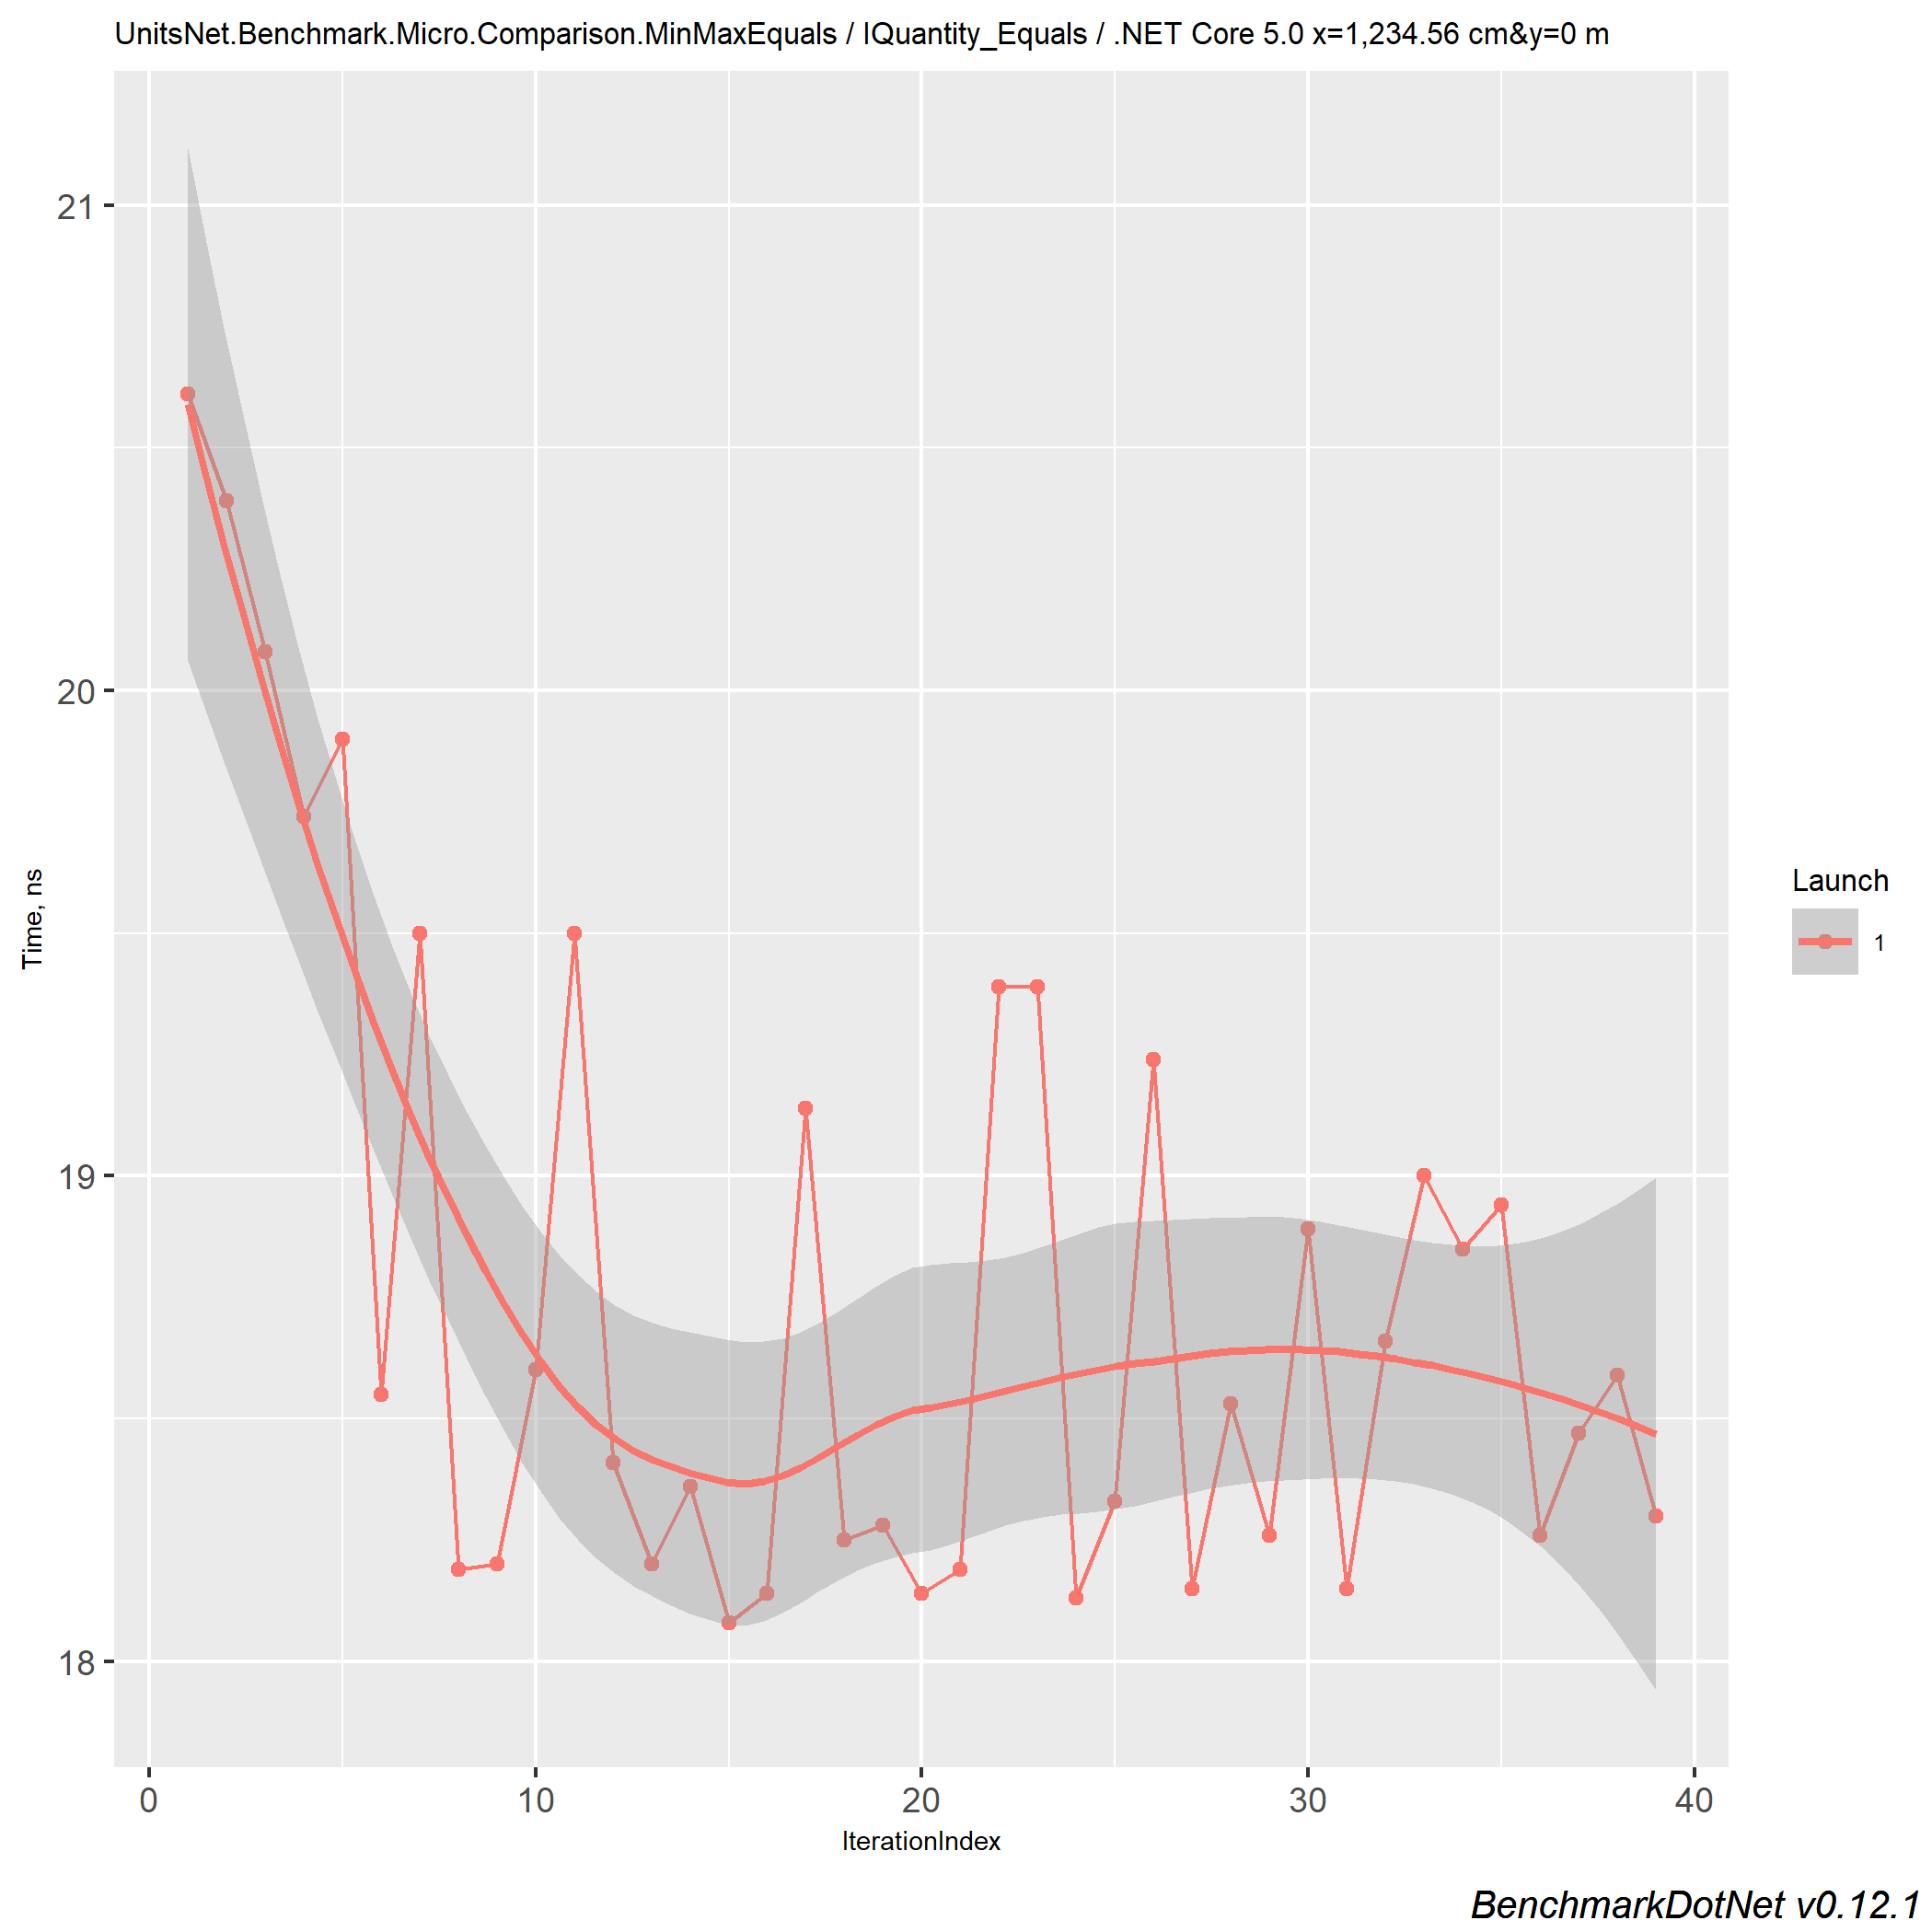 UnitsNet.Benchmark.Micro.Comparison.MinMaxEquals / IQuantity_Equals / .NET Core 5.0 x=1,234.56 cm&y=0 m
21
20
19
18
Time, ns
0 10 20 30 40
IterationIndex
Launch
1
BenchmarkDotNet v0.12.1